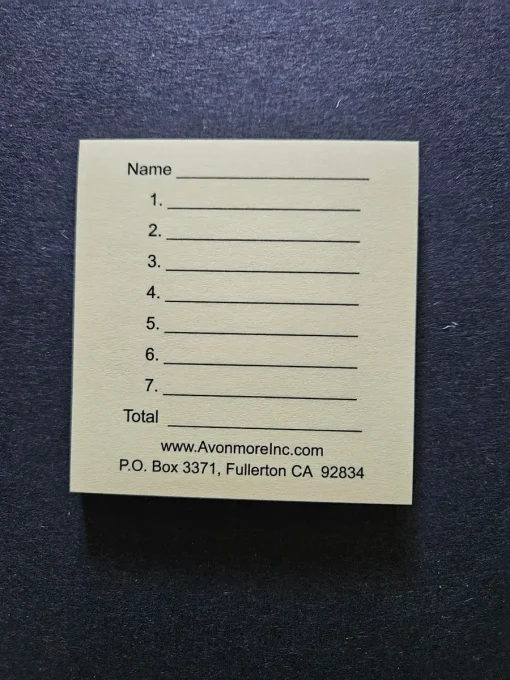 Name
1.
2.
3.
4.
5.
6.
7.
Total
www.AvonmoreInc.com
P.O. Box 3371, Fullerton CA 92834